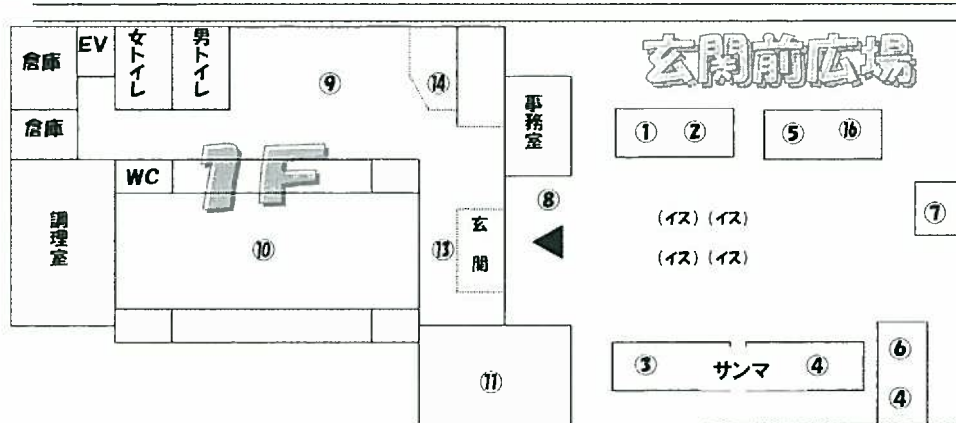 玄関前広場
倉庫
EV
女トイレ
男トイレ
⑨
⑭
事務室
①
②
⑤
⑯
倉庫
1F
WC
調理室
⑩
⑬
玄関
⑧
⑦
(イス) (イス)
(イス) (イス)
③
サンマ
④
⑥
④
⑪